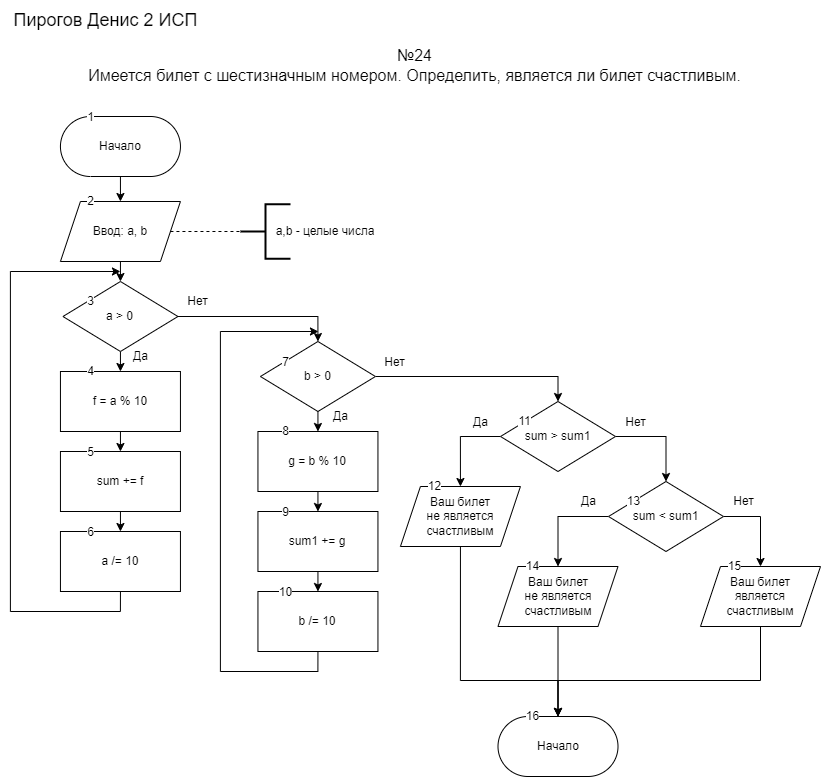 Пирогов Денис 2 ИСП
№24
Имеется билет с шестизначным номером. Определить, является ли билет счастливым.
1
Начало
2
Ввод: a, b
a,b - целые числа
3
a > 0
Нет
Да
4
f = a % 10
5
sum += f
6
a /= 10
7
b > 0
Нет
Да
8
g = b % 10
9
sum1 += g
10
b /= 10
11
sum > sum1
Да
Нет
12
Ваш билет
не является
счастливым
13
sum < sum1
Да
Нет
14
Ваш билет
не является
счастливым
15
Ваш билет
является
счастливым
16
Начало